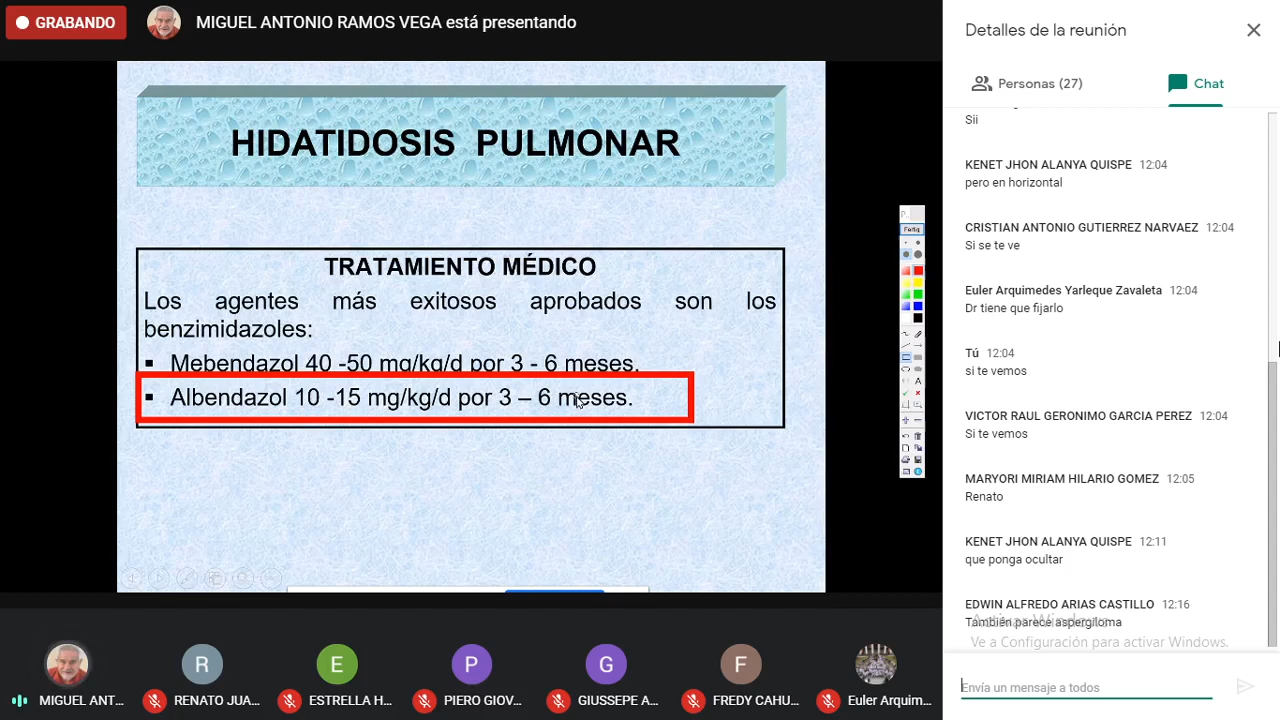 GRABANDO
MIGUEL ANTONIO RAMOS VEGA está presentando
HIDATIDOSIS PULMONAR
TRATAMIENTO MÉDICO
Los agentes más exitosos aprobados son los
benzimidazoles:
▪ Mebendazol 40 -50 mg/kg/d por 3 - 6 meses.
▪ Albendazol 10 -15 mg/kg/d por 3 – 6 meses.
P..
Fertig
A
R
E
P
G
F
MIGUEL ANT...
RENATO JUA...
ESTRELLA H...
PIERO GIOV...
GIUSSEPE A...
FREDY CAHU...
Euler Arquim...
Detalles de la reunión
Personas (27)
Chat
Sii
KENET JHON ALANYA QUISPE 12:04
pero en horizontal
CRISTIAN ANTONIO GUTIERREZ NARVAEZ 12:04
Si se te ve
Euler Arquimedes Yarleque Zavaleta 12:04
Dr tiene que fijarlo
Tú 12:04
si te vemos
VICTOR RAUL GERONIMO GARCIA PEREZ 12:04
Si te vemos
MARYORI MIRIAM HILARIO GOMEZ 12:05
Renato
KENET JHON ALANYA QUISPE 12:11
que ponga ocultar
EDWIN ALFREDO ARIAS CASTILLO 12:16
También parece aspergiloma
Activar Windows
Ve a Configuración para activar Windows.
Envía un mensaje a todos